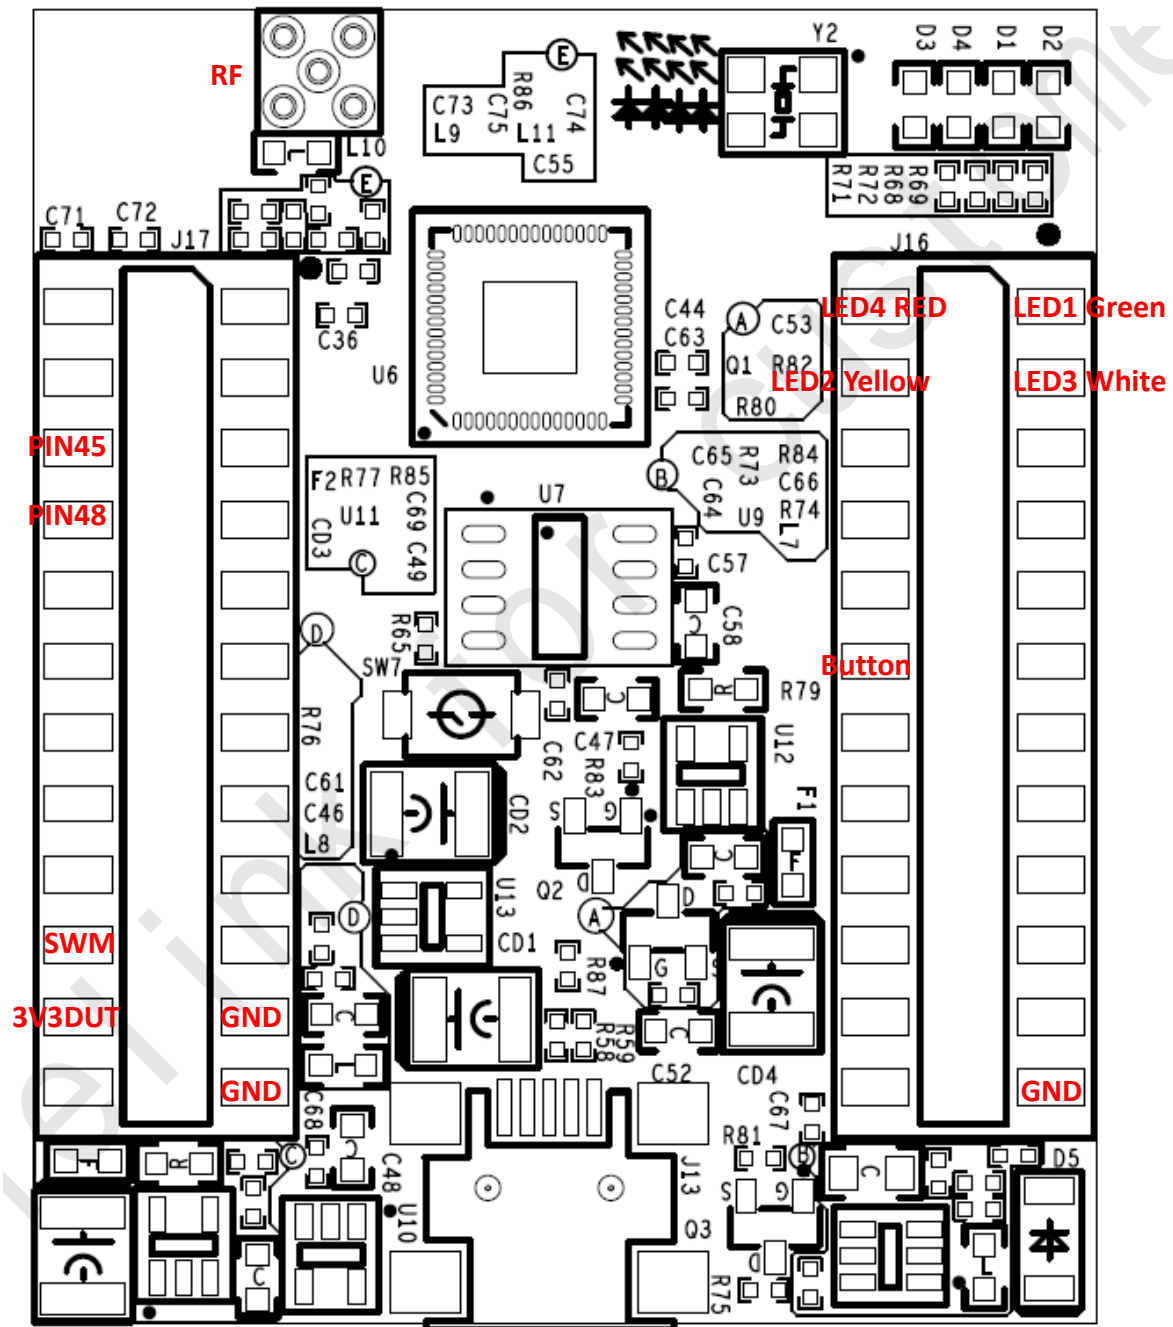 Y2
D3 D4 D1 D2
RF
E
R86
C73 C75 C74
L9 L11
C55
L10
E
R71 R72 R68 R69
C71 C72
J17
J16
C36
U6
C44
C63
A
C53
Q1 R82
R80
LED4 RED
LED1 Green
LED2 Yellow
LED3 White
PIN45
PIN48
F2 R77 R85
U11
CD3
C69
C49
C
U7
B
C65 R73 R84
C66
C64 U9 R74
L7
C57
C58
C
D
R65
SW7
C
R
R79
Button
R76
C61
C46
L8
C62
C47
R83
U12
CD2
S G
D
Q2
F1
F
C
U13
CD1
D
A
D
G S
R87
SWM
3V3DUT
GND
C
C
R58
R59
C52
CD4
GND
GND
C68
C67
R81
C
C48
J13
B
C
D5
R
C
U10
S G
D
Q3
R75
C
L
telink for customer